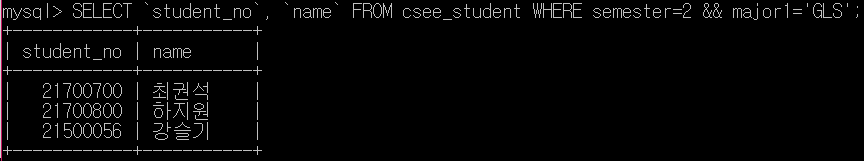 mysql> SELECT `student_no`, `name` FROM csee_student WHERE semester=2 && major1='GLS';
+------------+-----------+
| student_no | name      |
+------------+-----------+
|   21700700 | 최권석    |
|   21700800 | 하지원    |
|   21500056 | 강슬기    |
+------------+-----------+